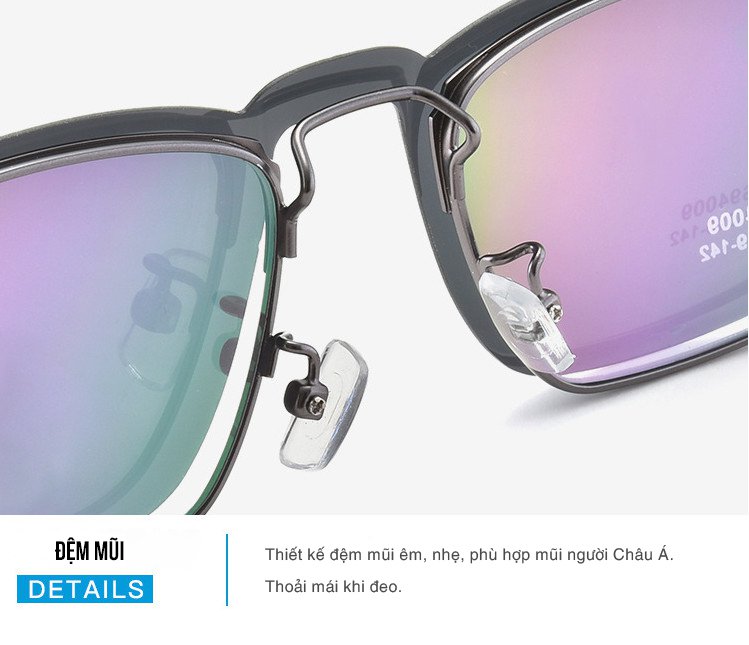 ĐỆM MŨI
DETAILS
Thiết kế đệm mũi êm, nhẹ, phù hợp mũi người Châu Á.
Thoải mái khi đeo.